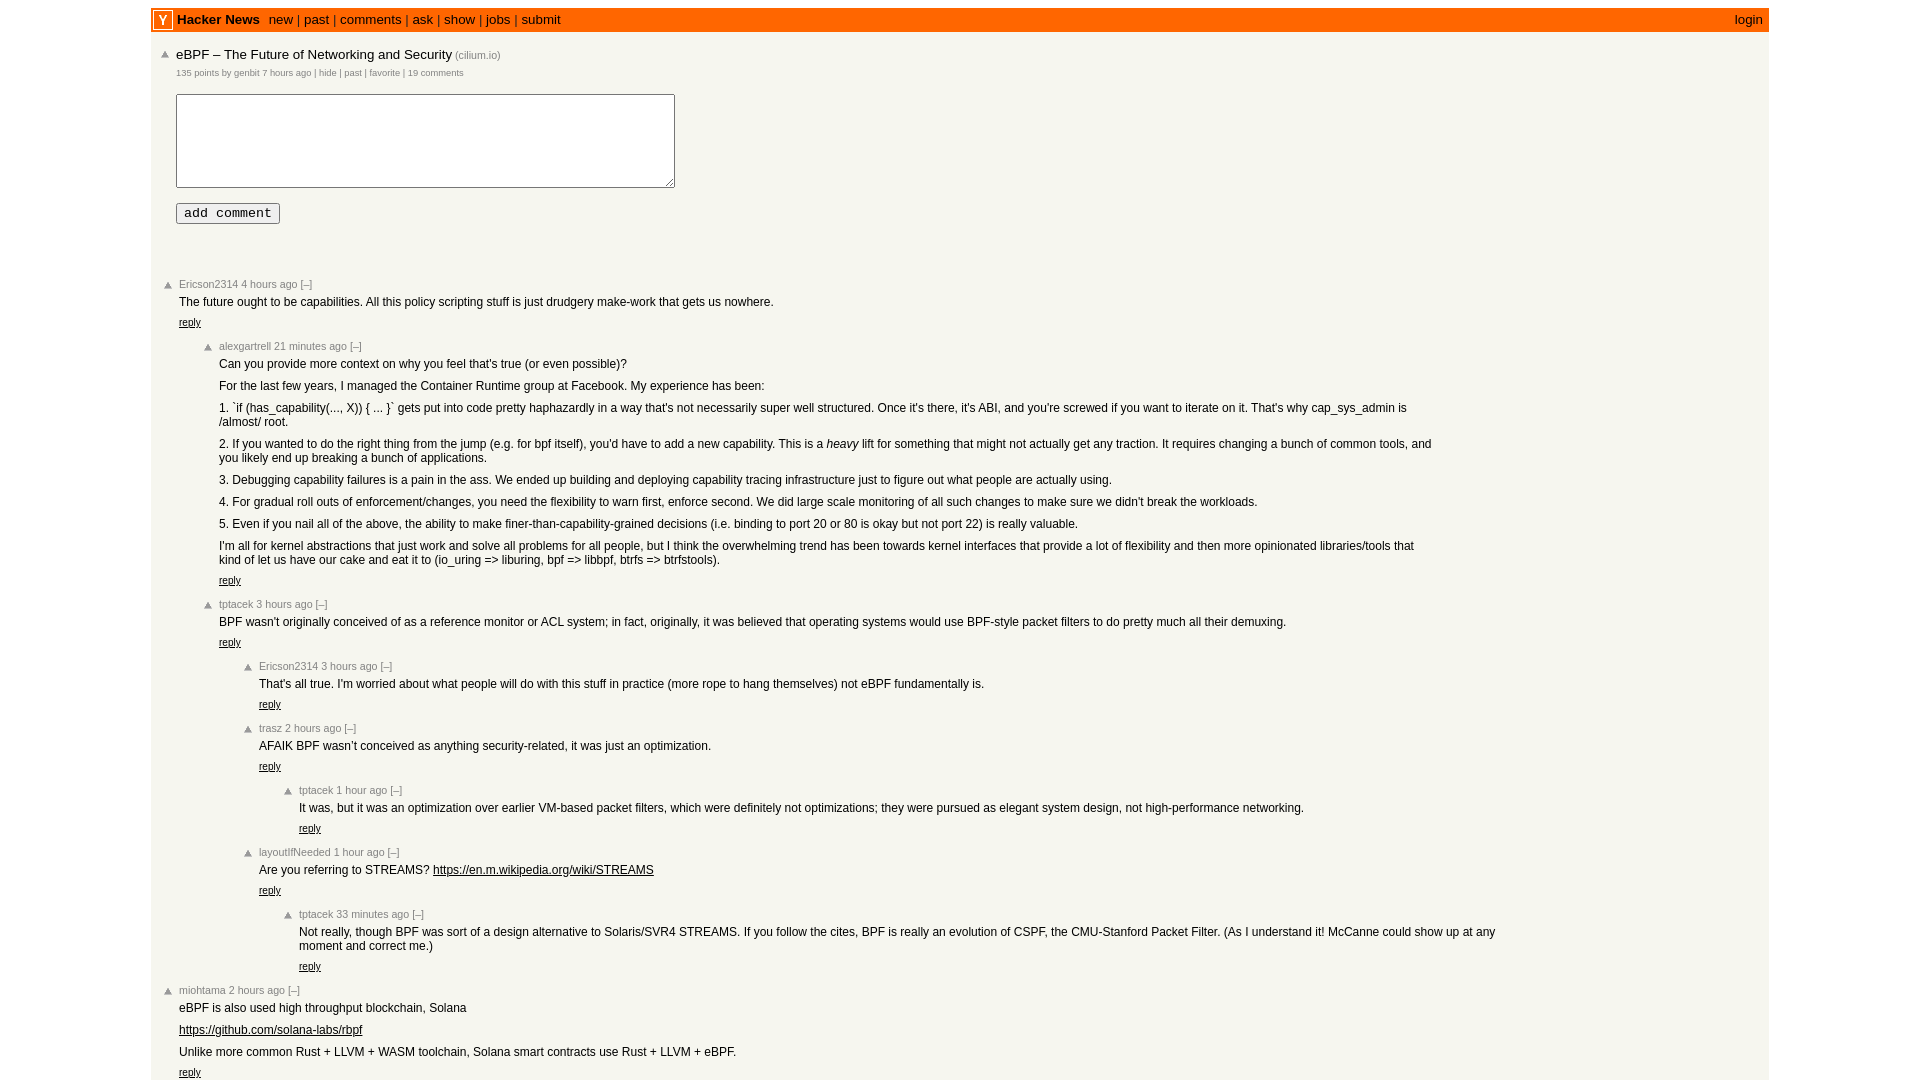 Y Hacker News new | past | comments | ask | show | jobs | submit login
eBPF – The Future of Networking and Security (cilium.io)
135 points by genbit 7 hours ago | hide | past | favorite | 19 comments
add comment
Ericson2314 4 hours ago [–]
The future ought to be capabilities. All this policy scripting stuff is just drudgery make-work that gets us nowhere.
reply
alexgartrell 21 minutes ago [–]
Can you provide more context on why you feel that's true (or even possible)?
For the last few years, I managed the Container Runtime group at Facebook. My experience has been:
1. `if (has_capability(..., X)) { ... }` gets put into code pretty haphazardly in a way that's not necessarily super well structured. Once it's there, it's ABI, and you're screwed if you want to iterate on it. That's why cap_sys_admin is
/almost/ root.
2. If you wanted to do the right thing from the jump (e.g. for bpf itself), you'd have to add a new capability. This is a heavy lift for something that might not actually get any traction. It requires changing a bunch of common tools, and
you likely end up breaking a bunch of applications.
3. Debugging capability failures is a pain in the ass. We ended up building and deploying capability tracing infrastructure just to figure out what people are actually using.
4. For gradual roll outs of enforcement/changes, you need the flexibility to warn first, enforce second. We did large scale monitoring of all such changes to make sure we didn't break the workloads.
5. Even if you nail all of the above, the ability to make finer-than-capability-grained decisions (i.e. binding to port 20 or 80 is okay but not port 22) is really valuable.
I'm all for kernel abstractions that just work and solve all problems for all people, but I think the overwhelming trend has been towards kernel interfaces that provide a lot of flexibility and then more opinionated libraries/tools that
kind of let us have our cake and eat it to (io_uring => liburing, bpf => libbpf, btrfs => btrfstools).
reply
tptacek 3 hours ago [–]
BPF wasn't originally conceived of as a reference monitor or ACL system; in fact, originally, it was believed that operating systems would use BPF-style packet filters to do pretty much all their demuxing.
reply
Ericson2314 3 hours ago [–]
That's all true. I'm worried about what people will do with this stuff in practice (more rope to hang themselves) not eBPF fundamentally is.
reply
trasz 2 hours ago [–]
AFAIK BPF wasn’t conceived as anything security-related, it was just an optimization.
reply
tptacek 1 hour ago [–]
It was, but it was an optimization over earlier VM-based packet filters, which were definitely not optimizations; they were pursued as elegant system design, not high-performance networking.
reply
layoutIfNeeded 1 hour ago [–]
Are you referring to STREAMS? https://en.m.wikipedia.org/wiki/STREAMS
reply
tptacek 33 minutes ago [–]
Not really, though BPF was sort of a design alternative to Solaris/SVR4 STREAMS. If you follow the cites, BPF is really an evolution of CSPF, the CMU-Stanford Packet Filter. (As I understand it! McCanne could show up at any
moment and correct me.)
reply
miohtama 2 hours ago [–]
eBPF is also used high throughput blockchain, Solana
https://github.com/solana-labs/rbpf
Unlike more common Rust + LLVM + WASM toolchain, Solana smart contracts use Rust + LLVM + eBPF.
reply